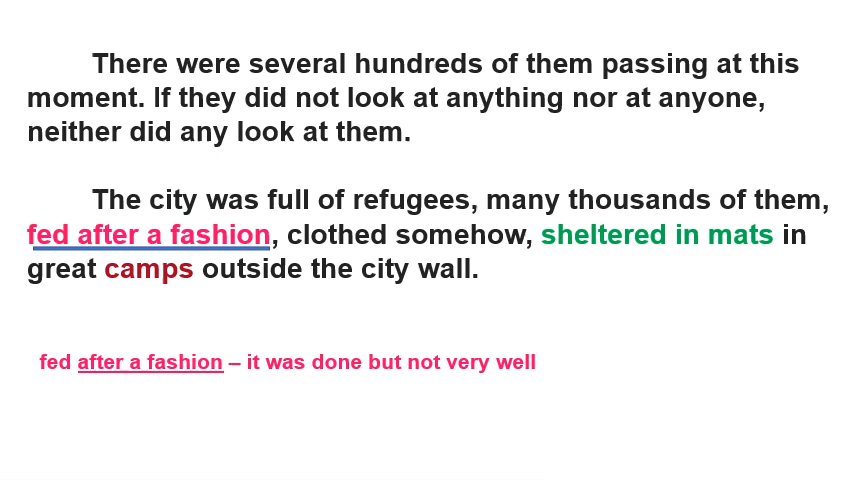 There were several hundreds of them passing at this
moment. If they did not look at anything nor at anyone,
neither did any look at them.
The city was full of refugees, many thousands of them,
fed after a fashion, clothed somehow, sheltered in mats in
great camps outside the city wall.
fed after a fashion – it was done but not very well